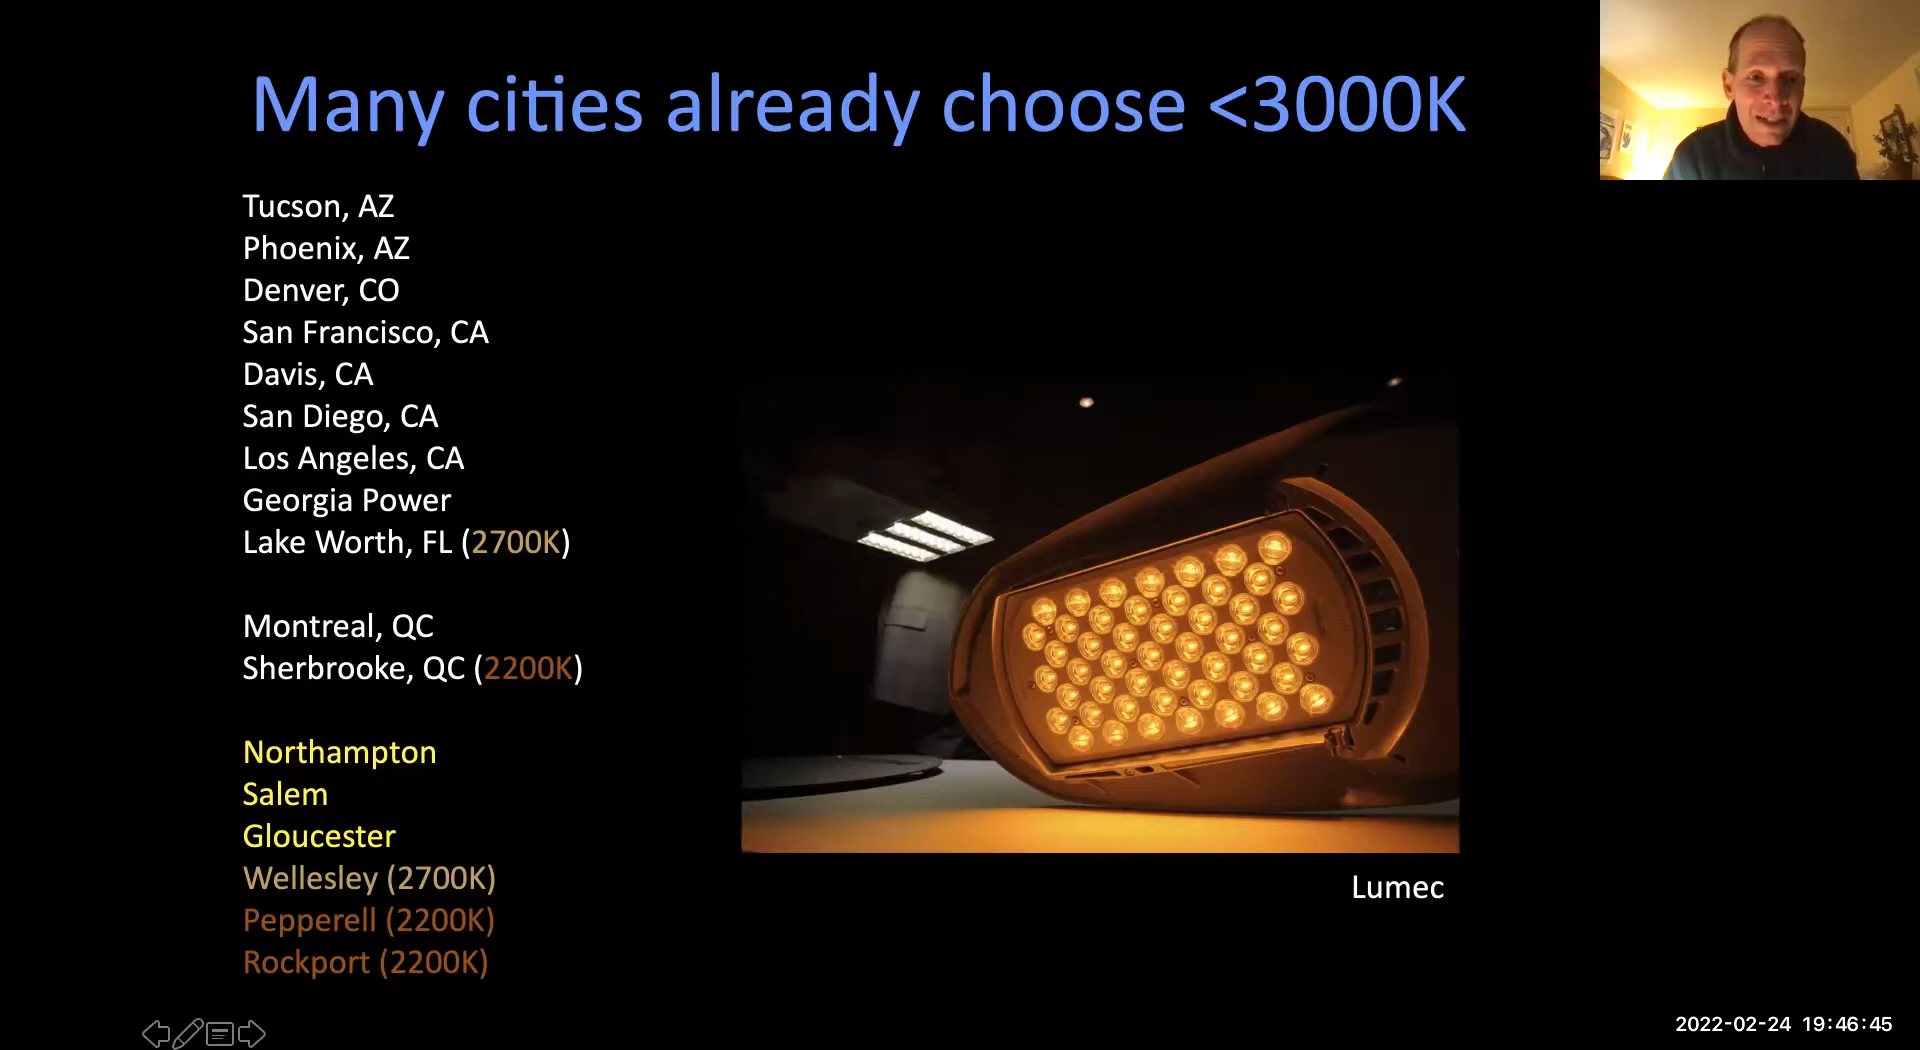 Many cities already choose <3000K
Tucson, AZ
Phoenix, AZ
Denver, CO
San Francisco, CA
Davis, CA
San Diego, CA
Los Angeles, CA
Georgia Power
Lake Worth, FL (2700K)
Montreal, QC
Sherbrooke, QC (2200K)
Northampton
Salem
Gloucester
Wellesley (2700K)
Pepperell (2200K)
Rockport (2200K)
Lumec
2022-02-24 19:46:45